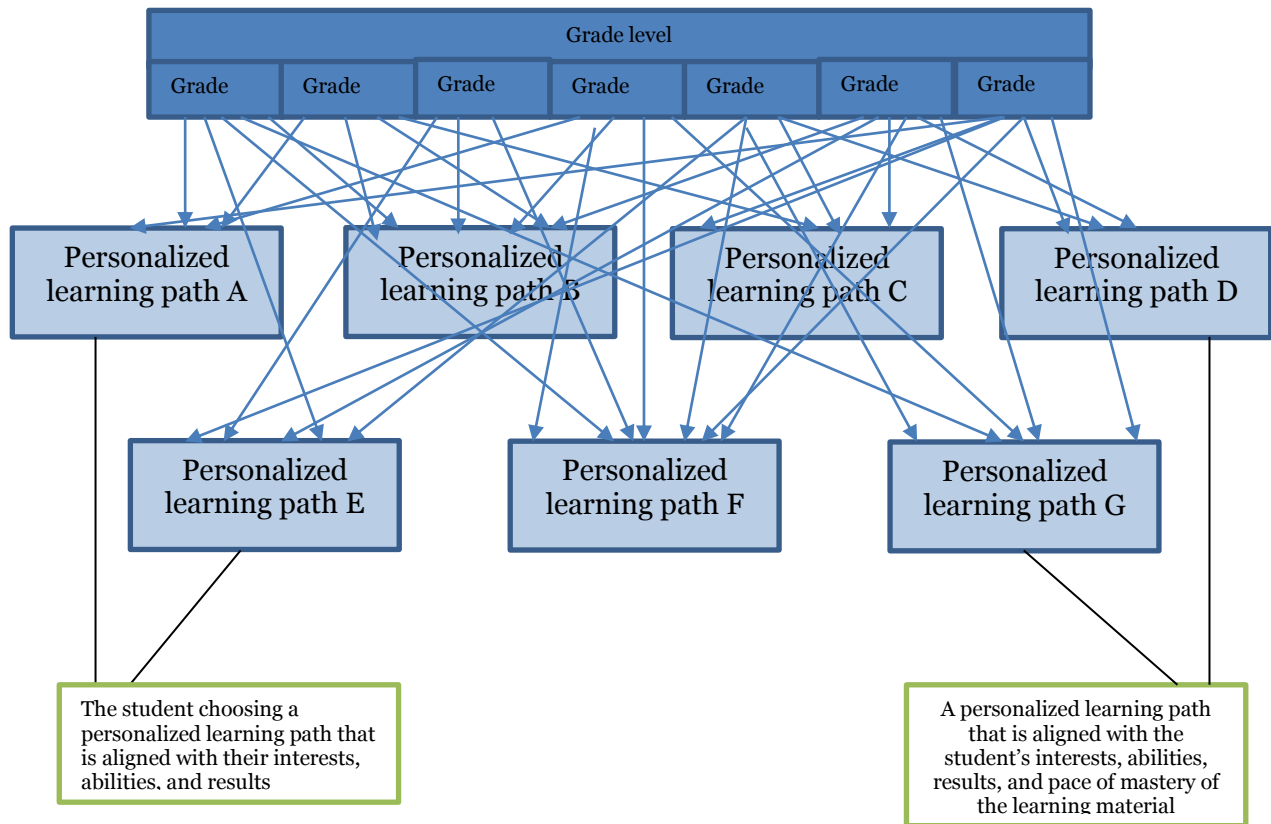 Grade level
Grade
Grade
Grade
Grade
Grade
Grade
Grade
Personalized
learning path A
Personalized
learning path B
Personalized
learning path C
Personalized
learning path D
Personalized
learning path E
Personalized
learning path F
Personalized
learning path G
The student choosing a
personalized learning path that
is aligned with their interests,
abilities, and results
A personalized learning path
that is aligned with the
student’s interests, abilities,
results, and pace of mastery of
the learning material